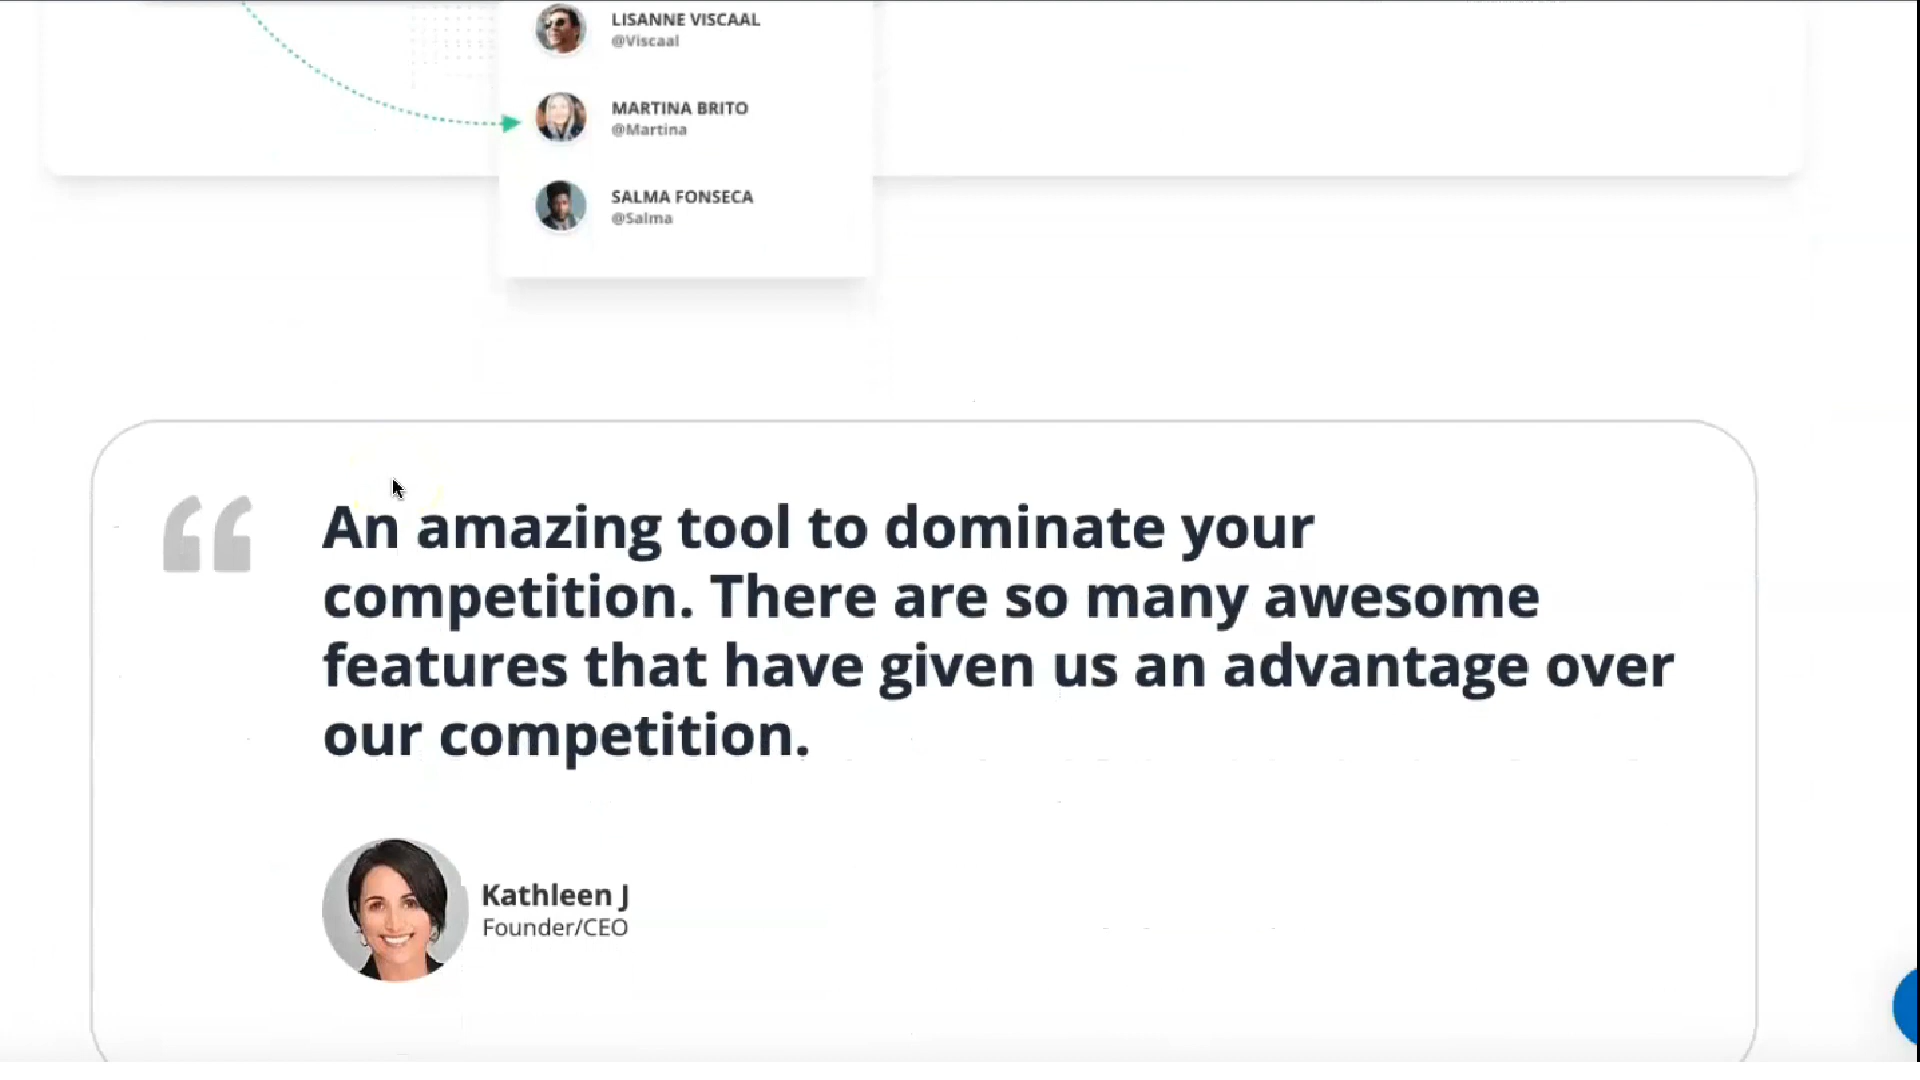 LISANNE VISCAAL
@Viscaal
MARTINA BRITO
@Martina
SALMA FONSECA
@Salma
“
An amazing tool to dominate your
competition. There are so many awesome
features that have given us an advantage over
our competition.
Kathleen J
Founder/CEO